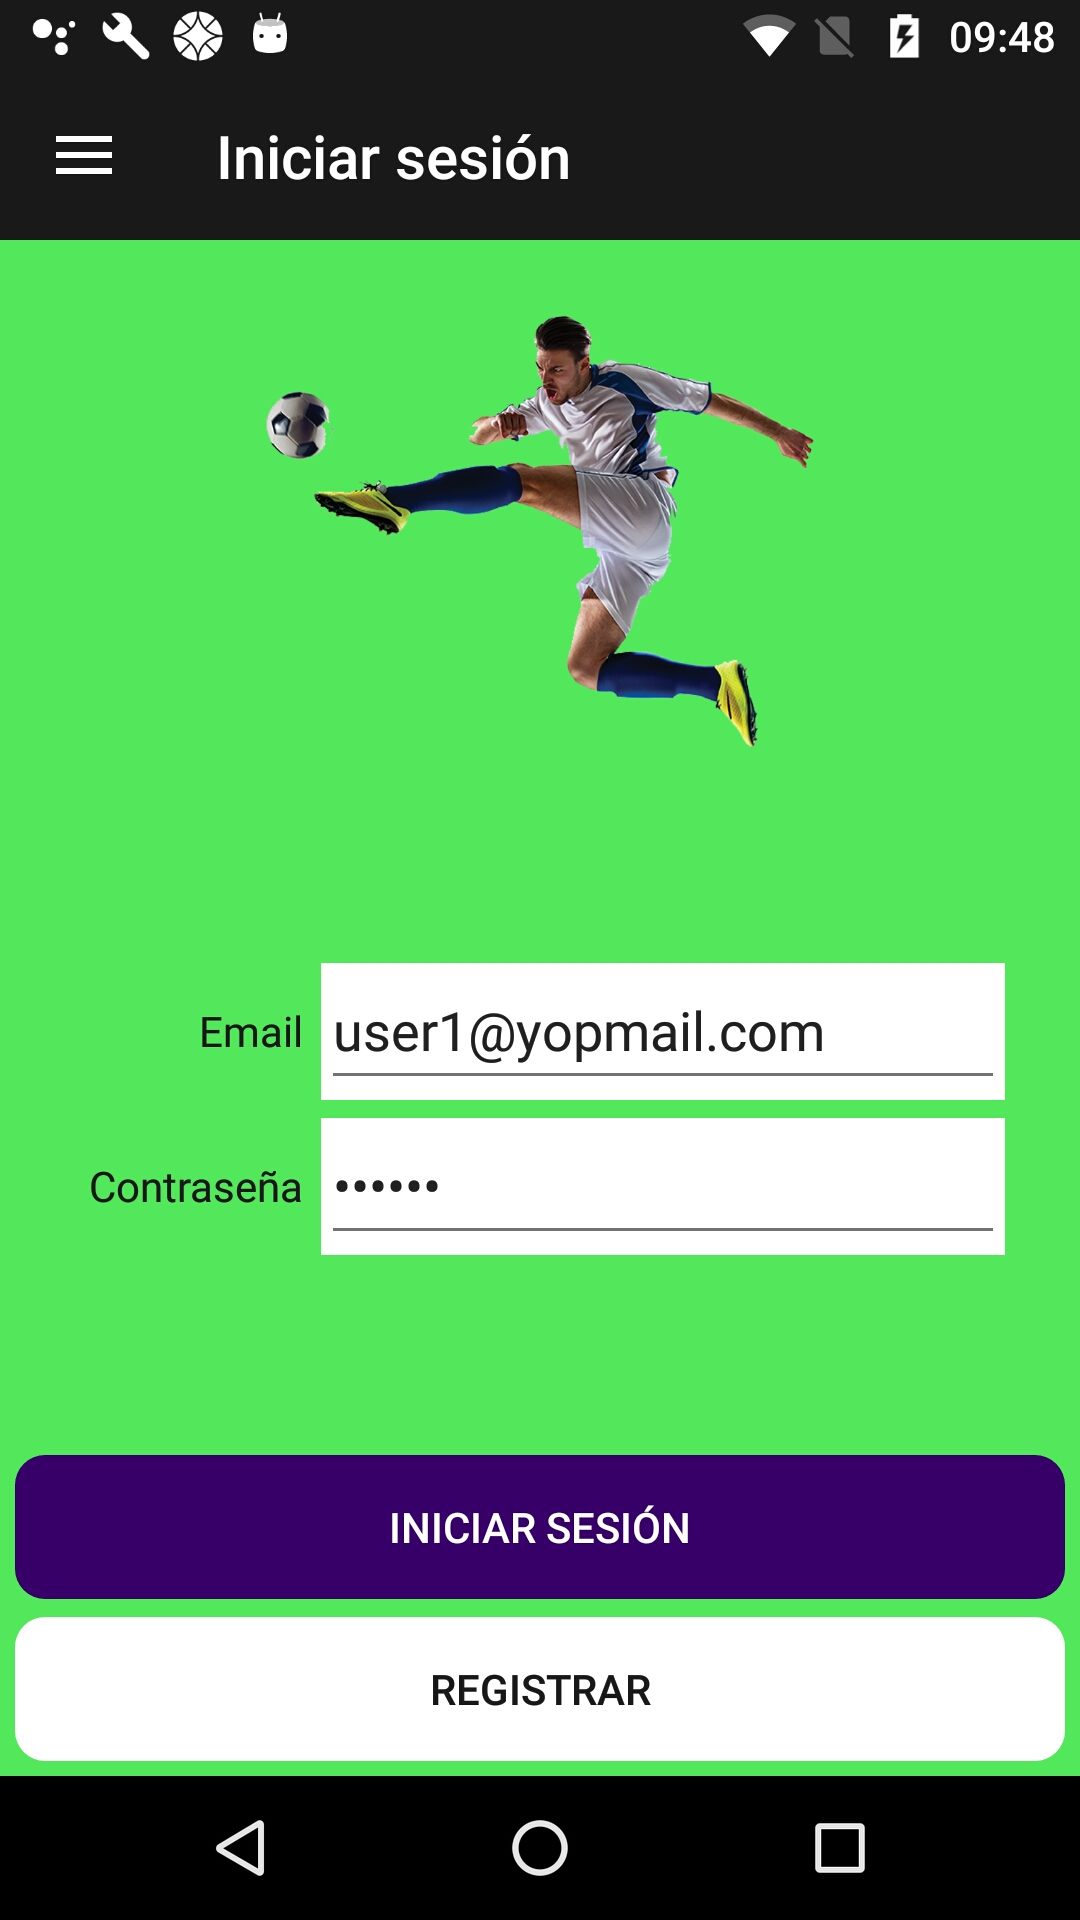 09:48
Iniciar sesión
Email
user1@yopmail.com
Contraseña
••••••
INICIAR SESIÓN
REGISTRAR